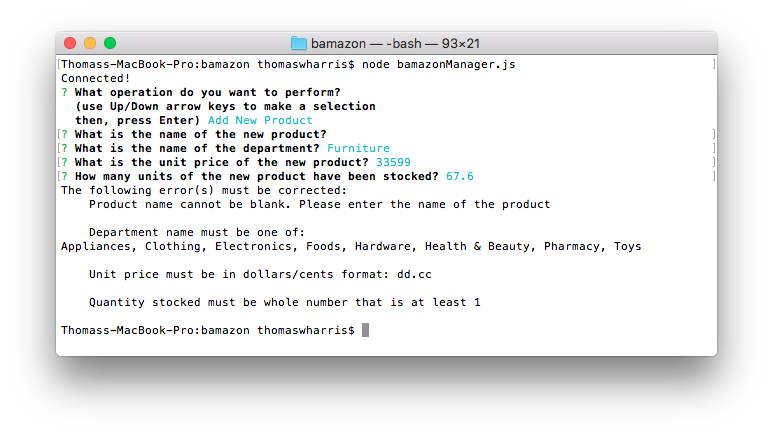 bamazon — -bash — 93×21
[Thomass-MacBook-Pro:bamazon thomaswharris$ node bamazonManager.js ]
Connected!
? What operation do you want to perform?
(use Up/Down arrow keys to make a selection
then, press Enter) Add New Product
[? What is the name of the new product? ]
[? What is the name of the department? Furniture ]
[? What is the unit price of the new product? 33599 ]
[? How many units of the new product have been stocked? 67.6 ]
The following error(s) must be corrected:
Product name cannot be blank. Please enter the name of the product
Department name must be one of:
Appliances, Clothing, Electronics, Foods, Hardware, Health & Beauty, Pharmacy, Toys
Unit price must be in dollars/cents format: dd.cc
Quantity stocked must be whole number that is at least 1
Thomass-MacBook-Pro:bamazon thomaswharris$